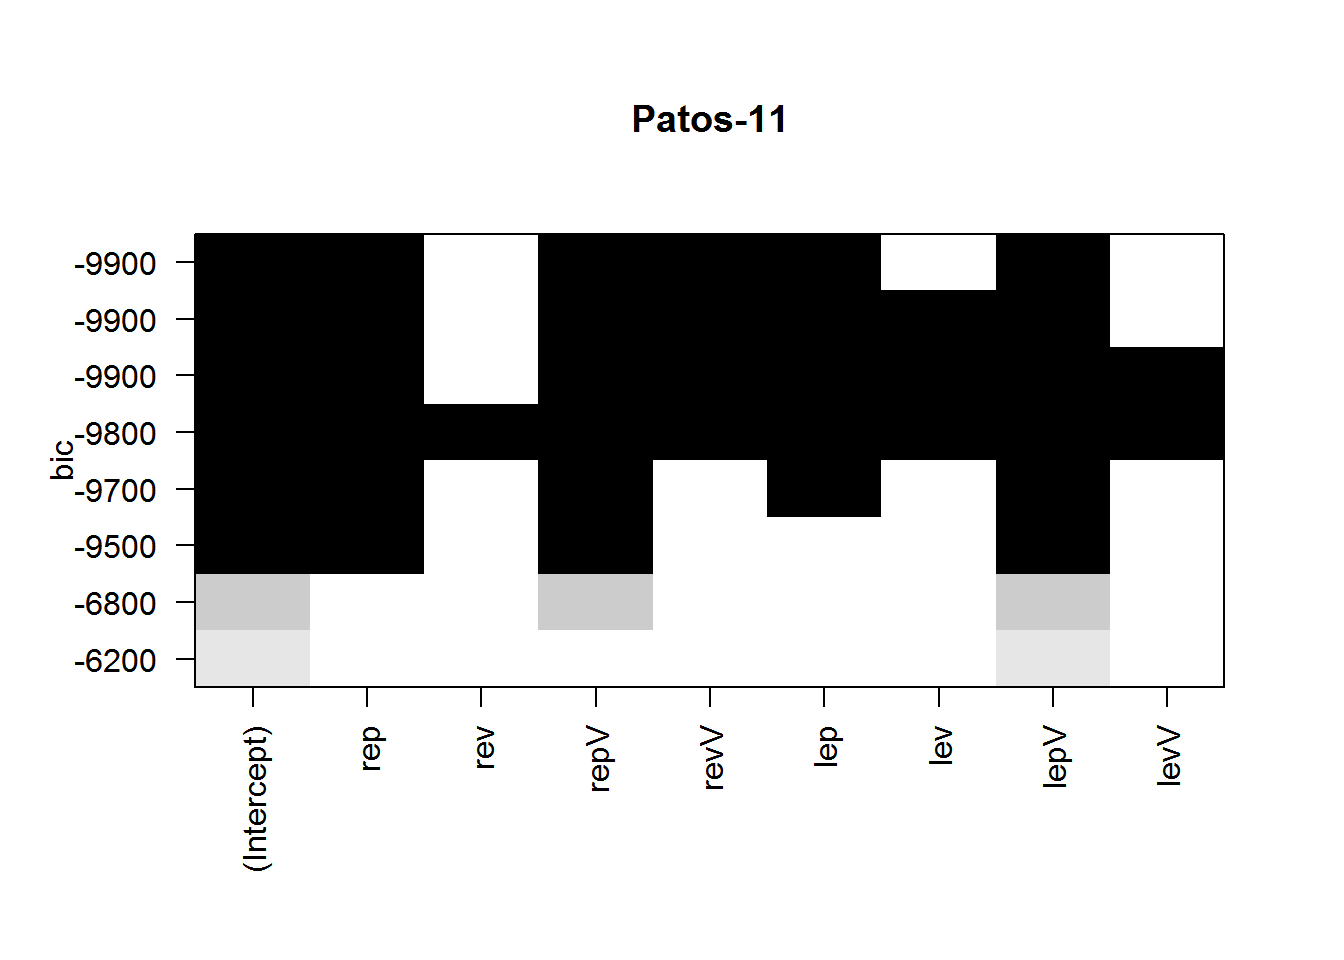 Patos-11
bic
-9900
-9900
-9900
-9800
-9700
-9500
-6800
-6200
(Intercept)
rep
rev
repV
revV
lep
lev
lepV
levV